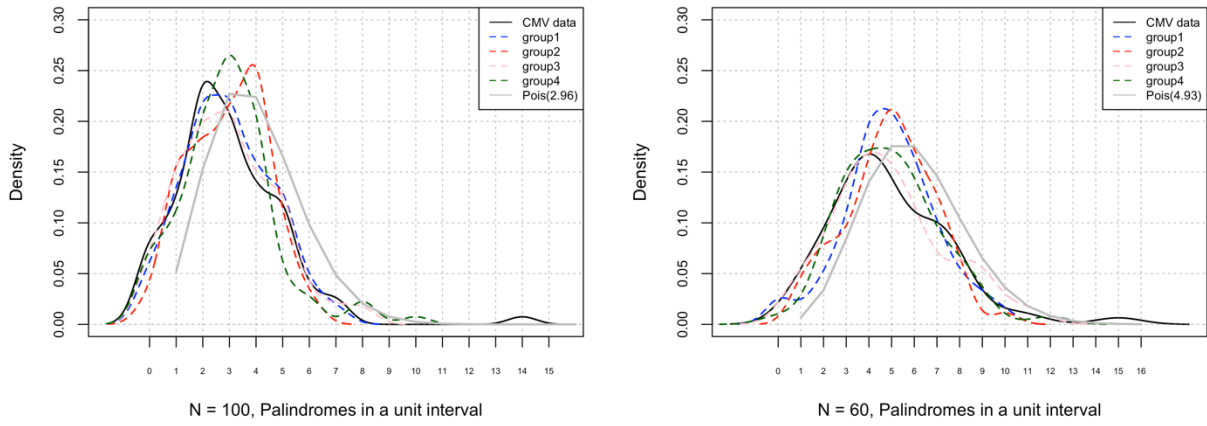 0.30
0.25
0.20
0.15
0.10
0.05
0.00
Density
CMV data
group1
group2
group3
group4
Pois(2.96)
0 1 2 3 4 5 6 7 8 9 10 11 12 13 14 15
N = 100, Palindromes in a unit interval
0.30
0.25
0.20
0.15
0.10
0.05
0.00
Density
CMV data
group1
group2
group3
group4
Pois(4.93)
0 1 2 3 4 5 6 7 8 9 10 11 12 13 14 15 16
N = 60, Palindromes in a unit interval